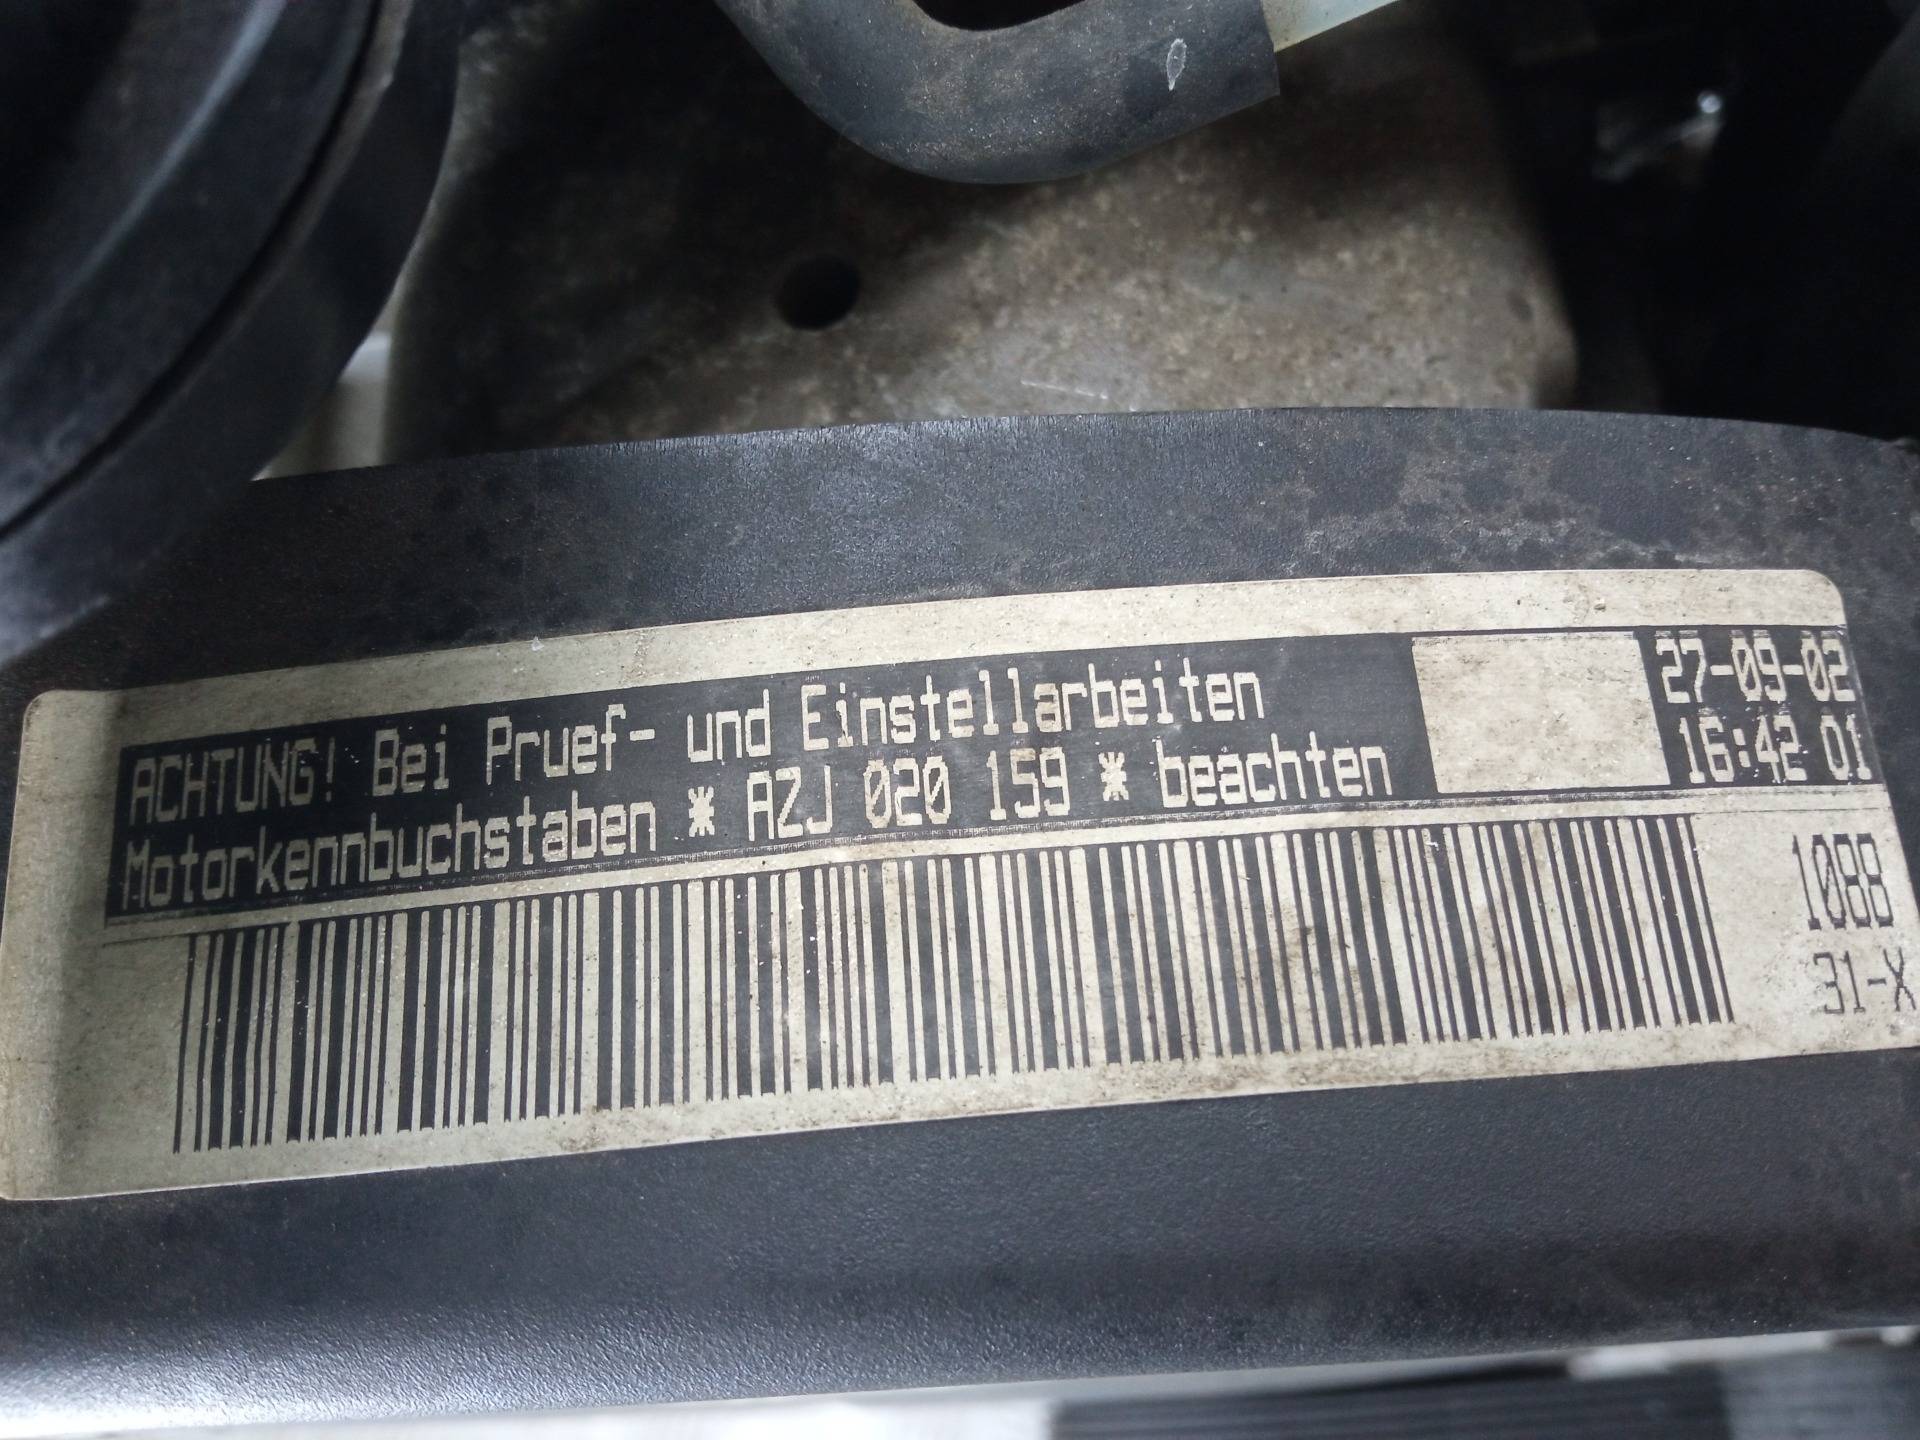 ACHTUNG! Bei Pruef- und Einstellarbeiten
Motorkennbuchstaben * AZJ 020 159 * beachten
27-09-02
16:42 01
1088
31-X